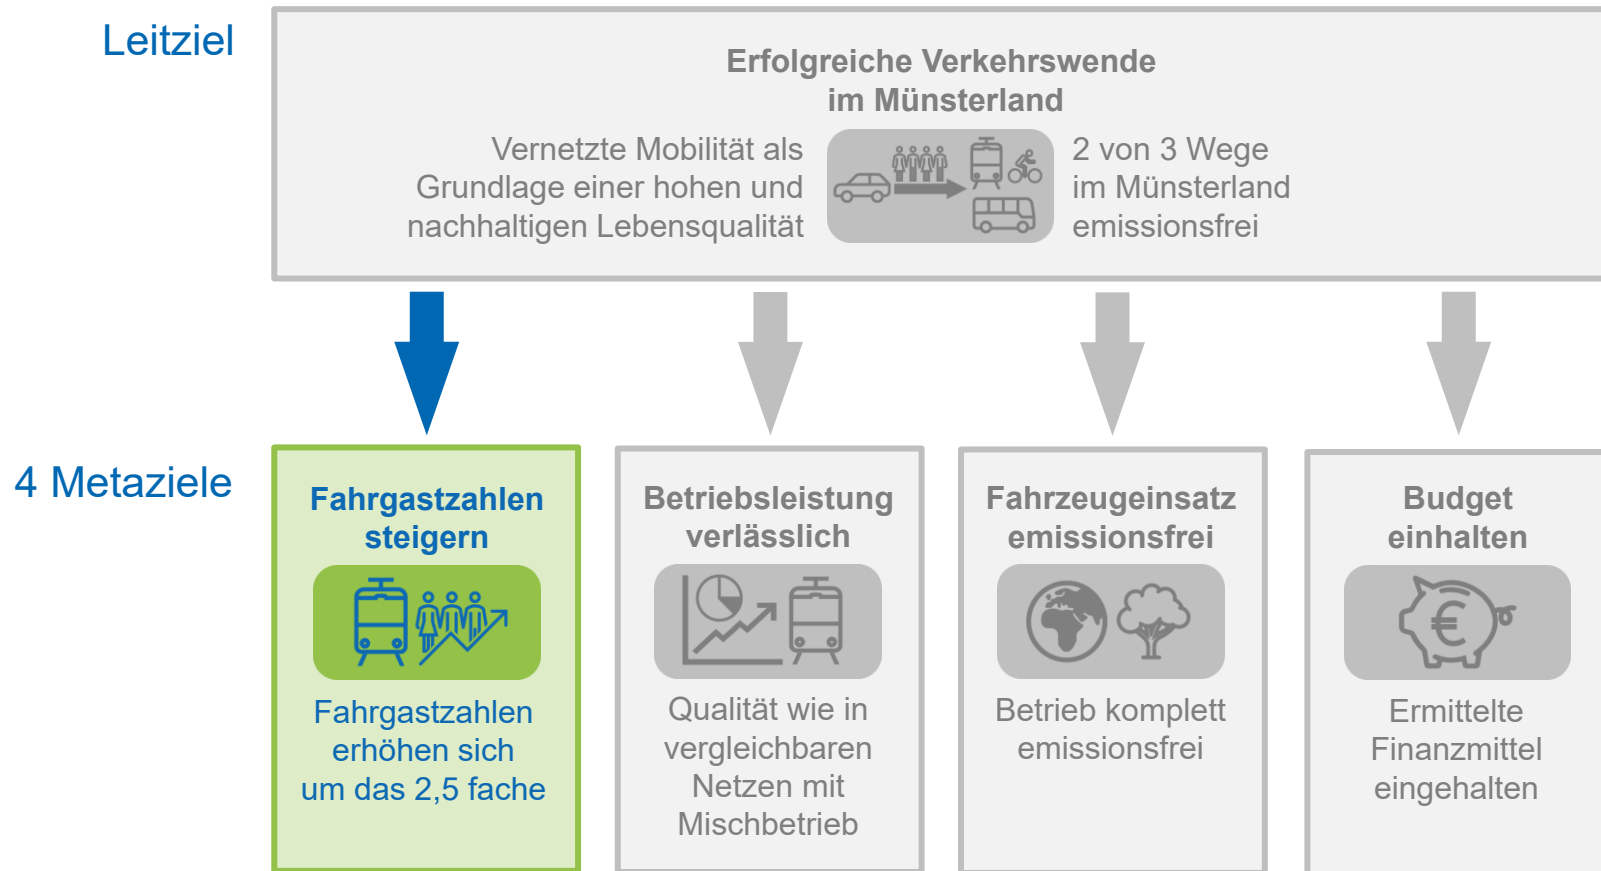 Leitziel
Erfolgreiche Verkehrswende
im Münsterland
Vernetzte Mobilität als
Grundlage einer hohen und
nachhaltigen Lebensqualität
2 von 3 Wege
im Münsterland
emissionsfrei
4 Metaziele
Fahrgastzahlen
steigern
Fahrgastzahlen
erhöhen sich
um das 2,5 fache
Betriebsleistung
verlässlich
Qualität wie in
vergleichbaren
Netzen mit
Mischbetrieb
Fahrzeugeinsatz
emissionsfrei
Betrieb komplett
emissionsfrei
Budget
einhalten
€
Ermittelte
Finanzmittel
eingehalten